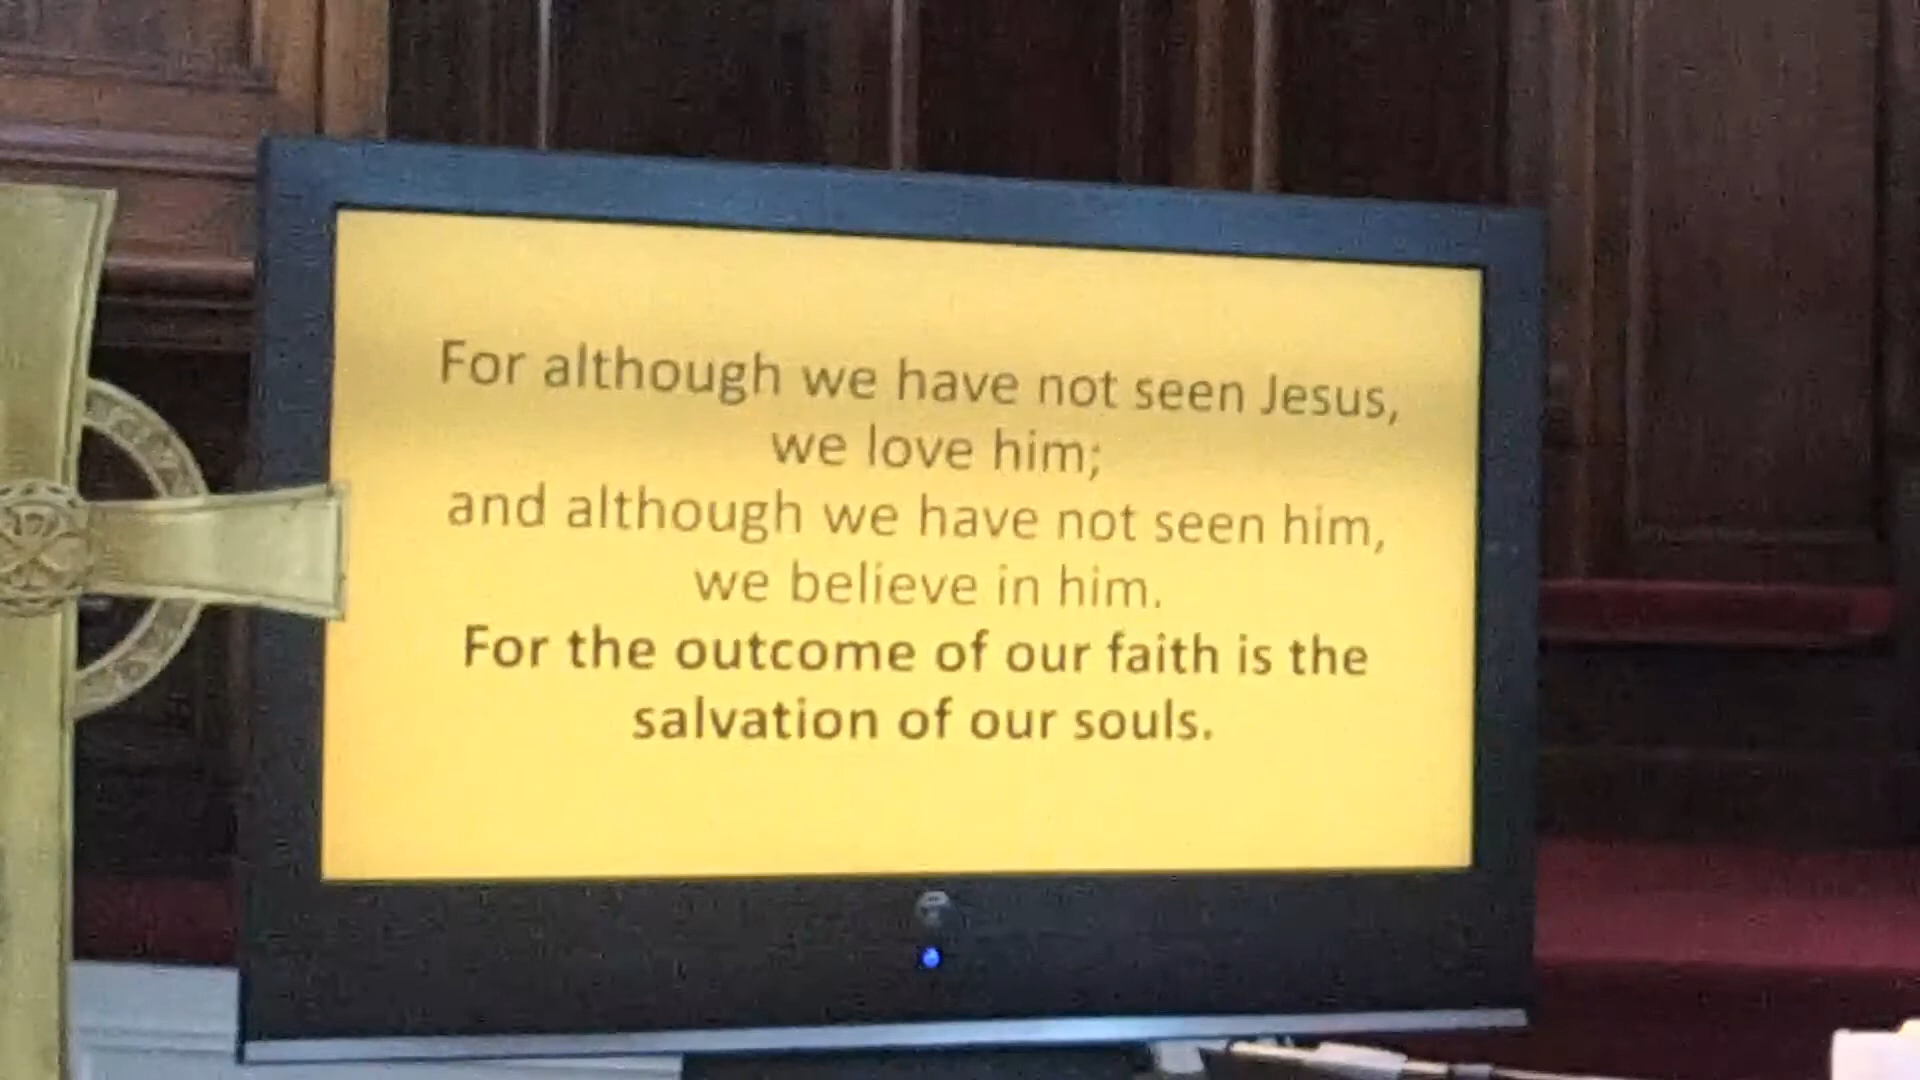 For although we have not seen Jesus,
we love him;
and although we have not seen him,
we believe in him.
For the outcome of our faith is the
salvation of our souls.